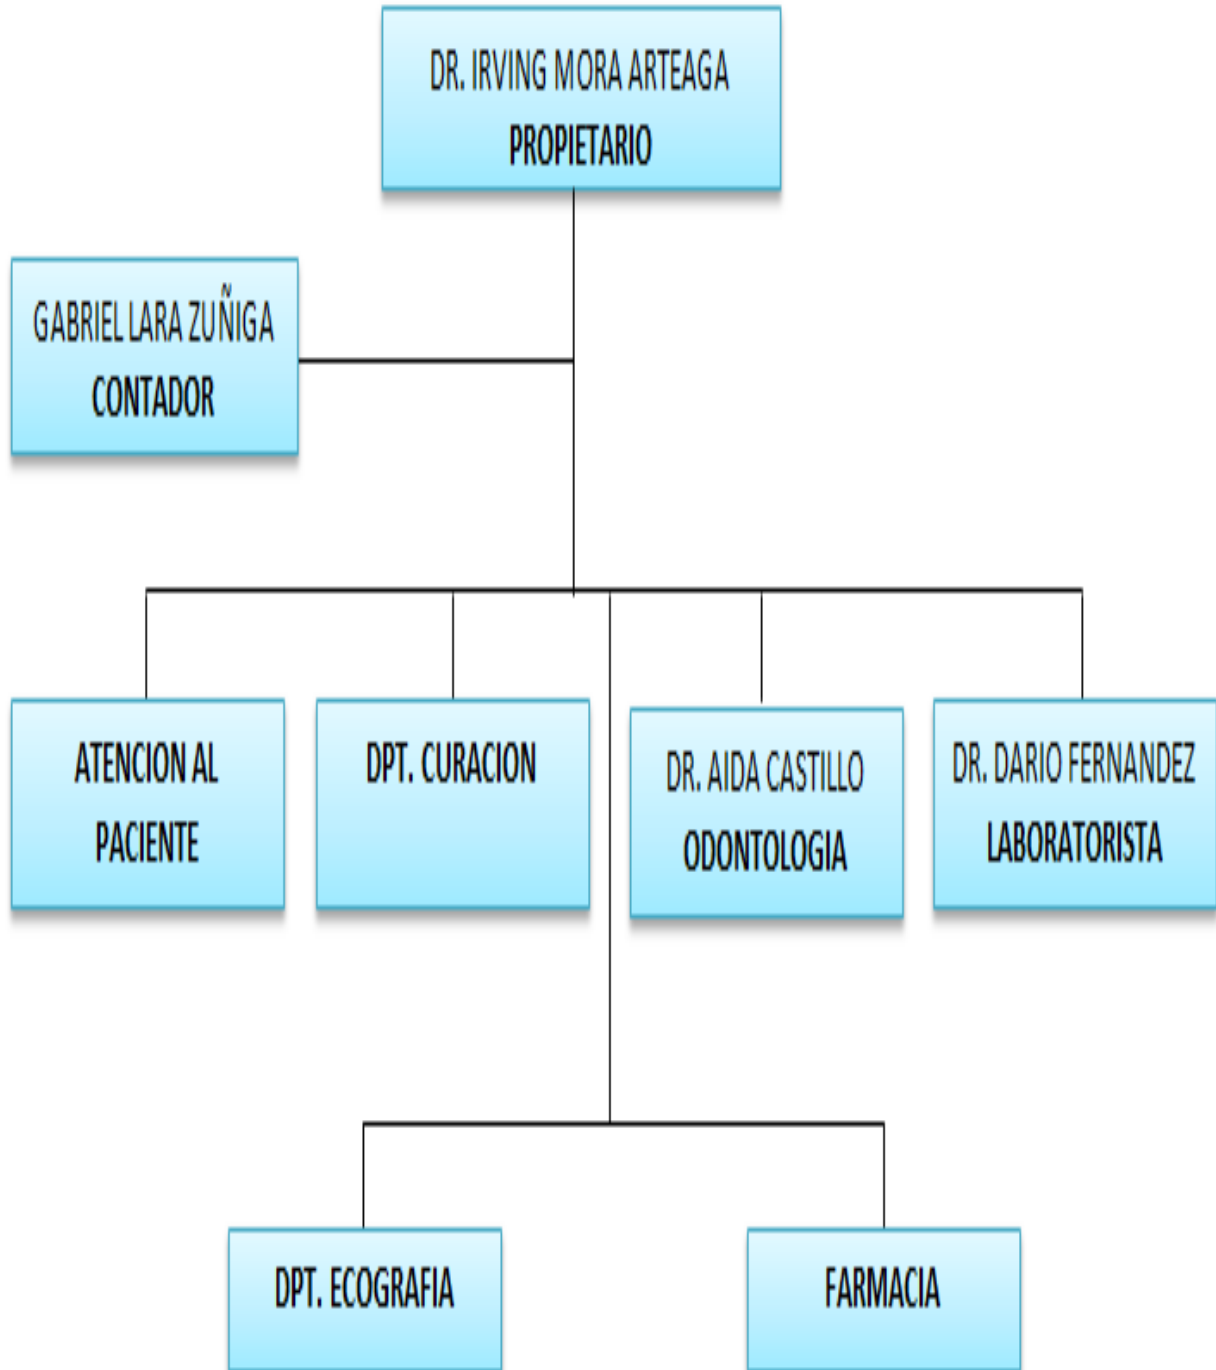 DR. IRVING MORA ARTEAGA
PROPIETARIO
GABRIEL LARA ZUÑIGA
CONTADOR
ATENCION AL
PACIENTE
DPT. CURACION
DR. AIDA CASTILLO
ODONTOLOGIA
DR. DARIO FERNANDEZ
LABORATORISTA
DPT. ECOGRAFIA
FARMACIA